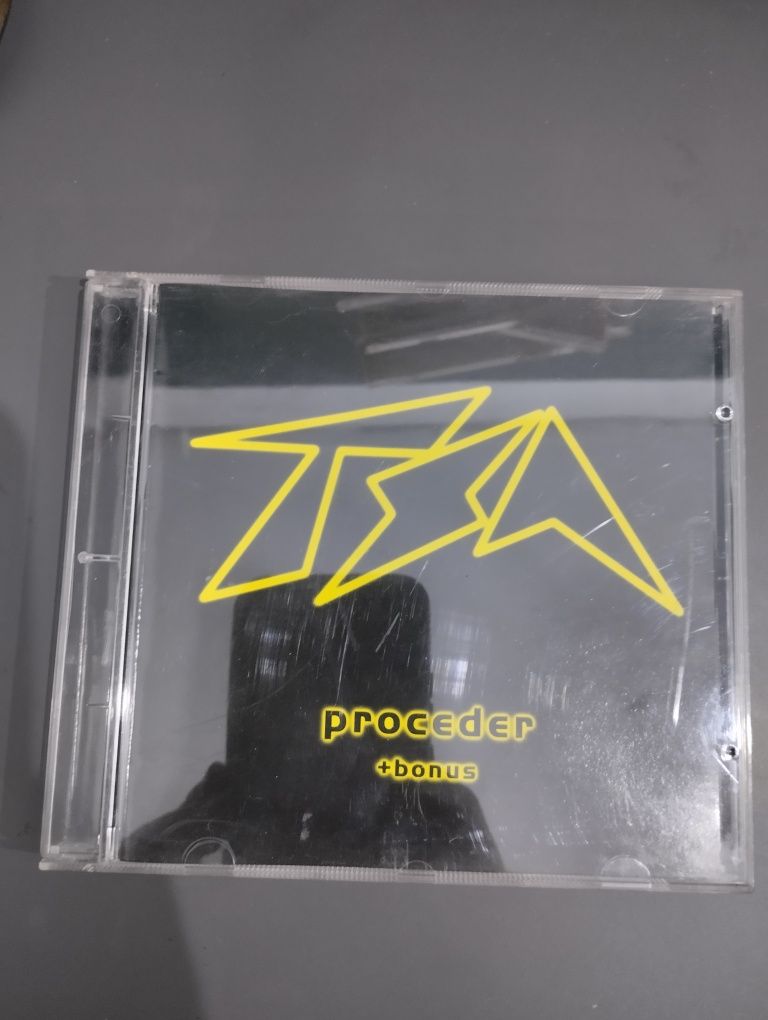 TSA
proceder
+bonus